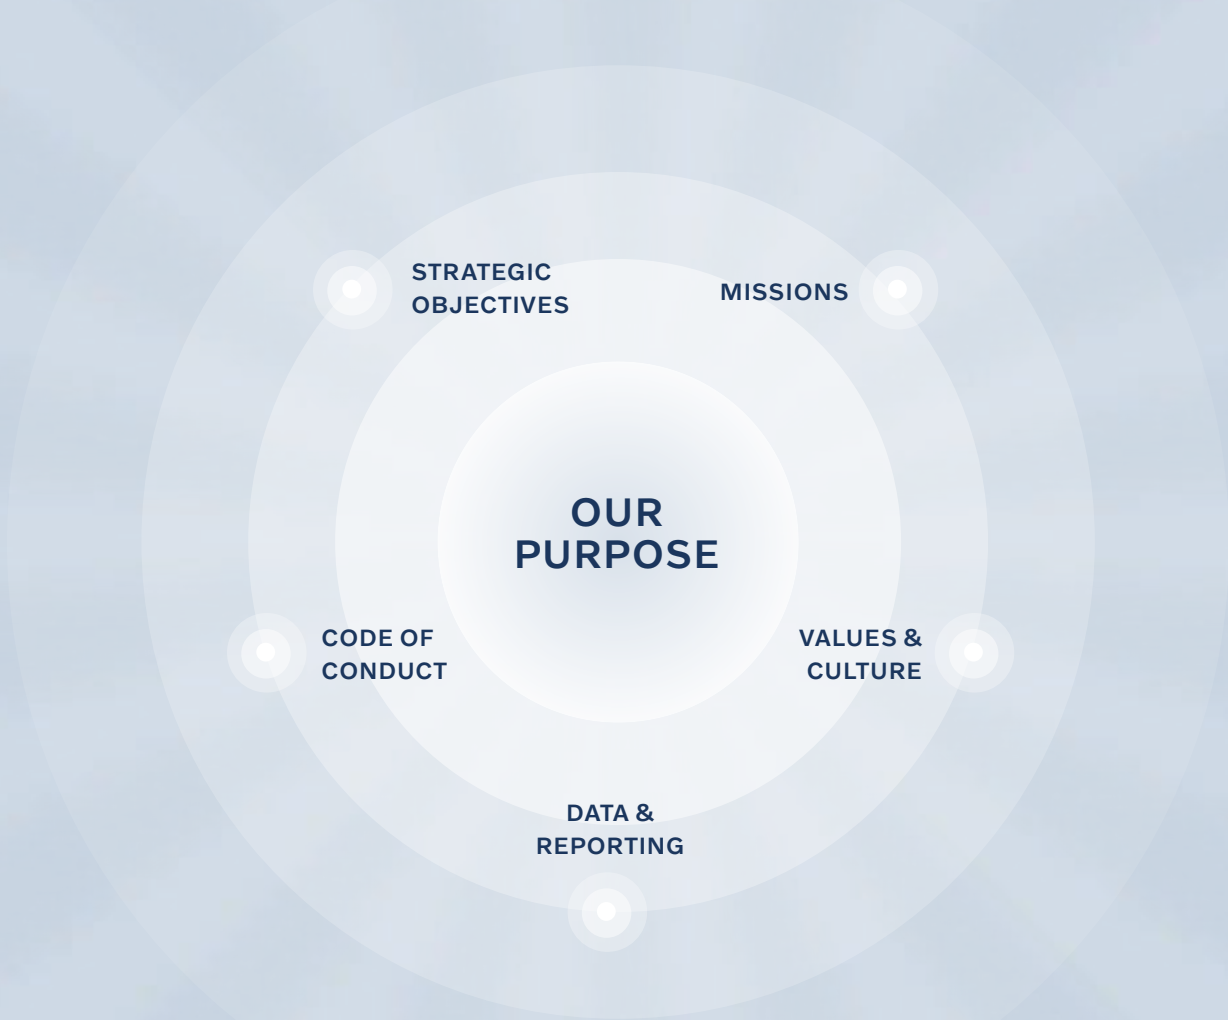 STRATEGIC
OBJECTIVES
MISSIONS
OUR
PURPOSE
CODE OF
CONDUCT
VALUES &
CULTURE
DATA &
REPORTING